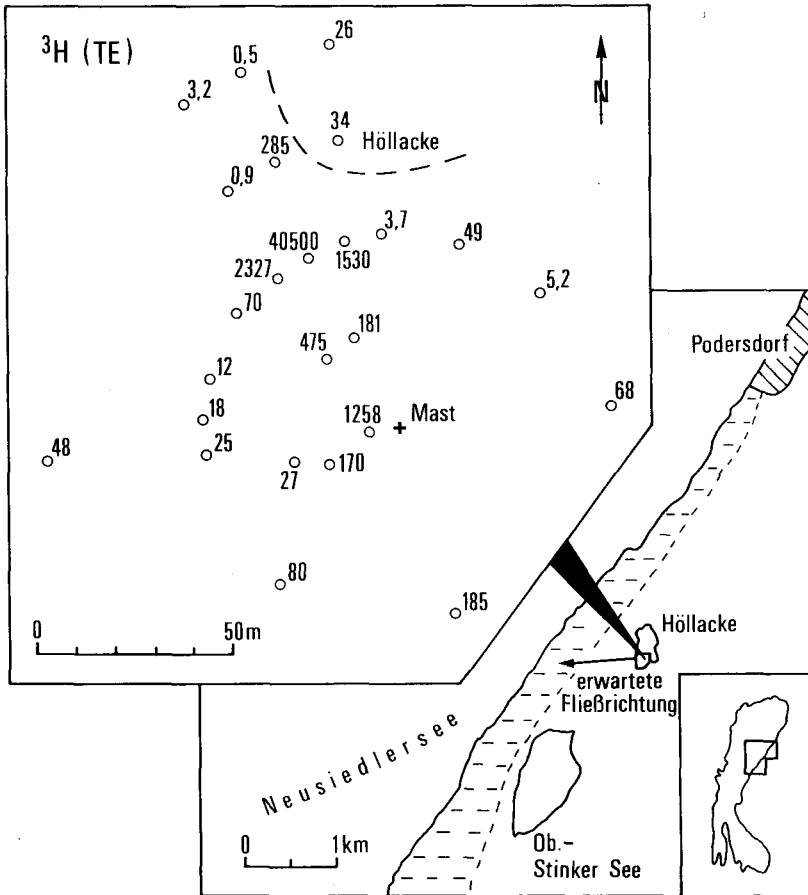 ³H (TE)
26
0,5
3,2
N
34
Höllacke
285
0,9
3,7
49
40500
1530
2327
5,2
70
181
475
Podersdorf
12
68
1258
Mast
18
48
25
27
170
80
185
0
50m
Höllacke
erwartete
Fließrichtung
Neusiedlersee
0
1km
Ob.-
Stinker See